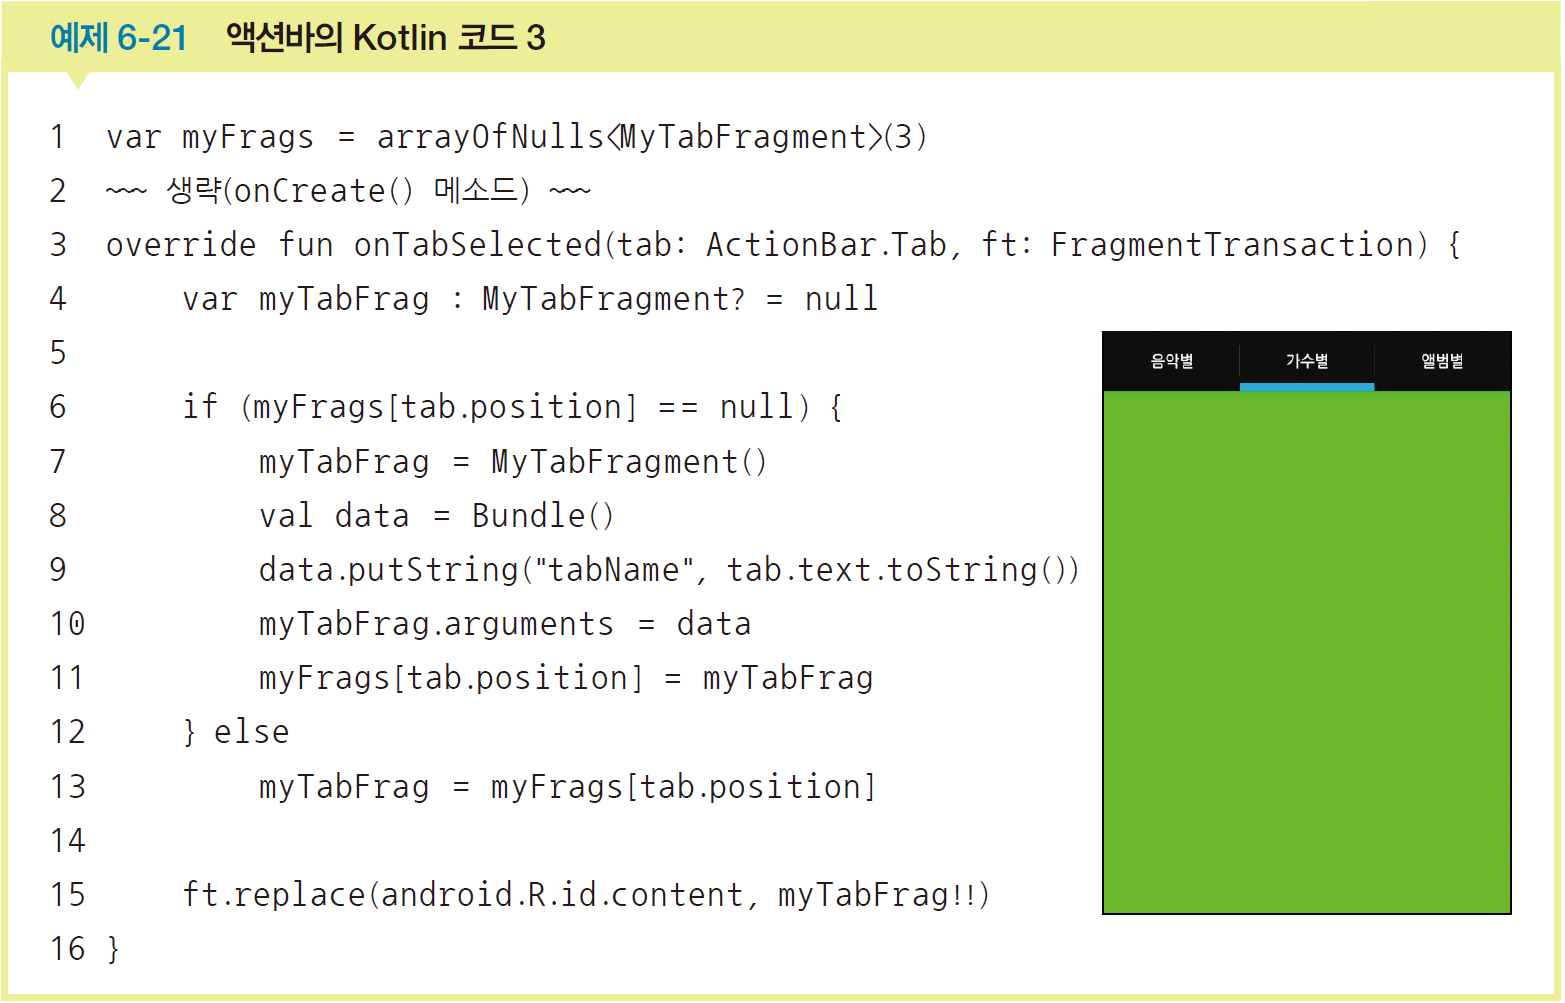 예제 6-21 액션바의 Kotlin 코드 3
1 var myFrags = arrayOfNulls<MyTabFragment>(3)
2 ~~~ 생략(onCreate() 메소드) ~~~
3 override fun onTabSelected(tab: ActionBar.Tab, ft: FragmentTransaction) {
4 var myTabFrag : MyTabFragment? = null
5
6 if (myFrags[tab.position] == null) {
7 myTabFrag = MyTabFragment()
8 val data = Bundle()
9 data.putString("tabName", tab.text.toString())
10 myTabFrag.arguments = data
11 myFrags[tab.position] = myTabFrag
12 } else
13 myTabFrag = myFrags[tab.position]
14
15 ft.replace(android.R.id.content, myTabFrag!!)
16 }
음악별 가수별 앨범별